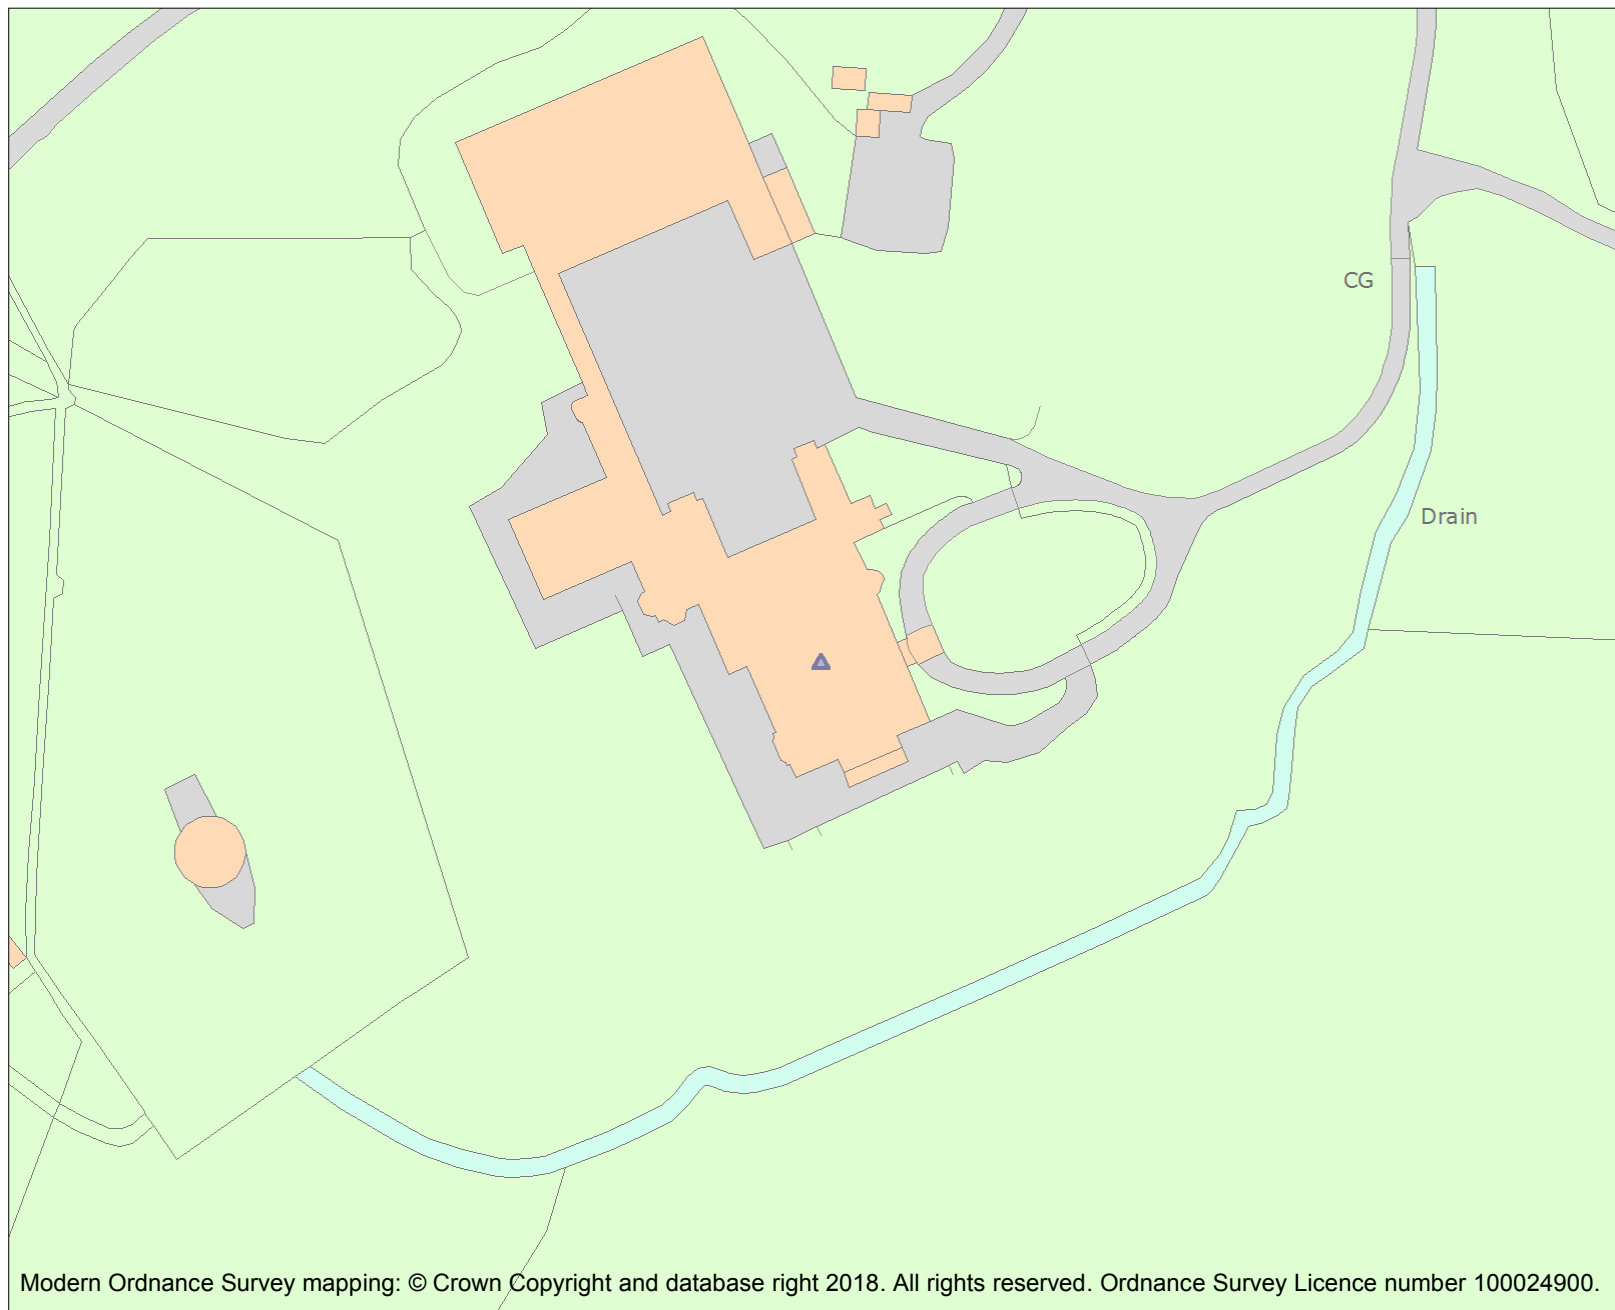 CG
Drain
Modern Ordnance Survey mapping: © Crown Copyright and database right 2018. All rights reserved. Ordnance Survey Licence number 100024900.